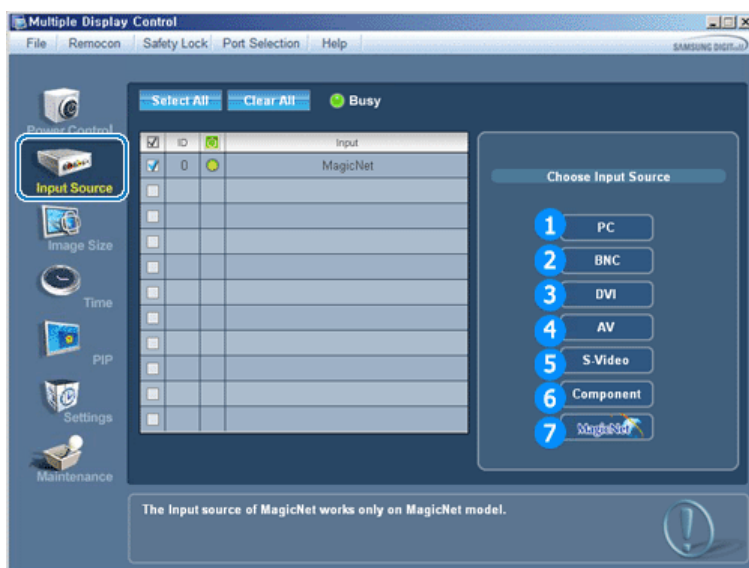 Multiple Display Control
File Remocon Safety Lock Port Selection Help
SAMSUNG
Select All Clear All Busy
Power Control
Input Source
Image Size
Time
PIP
Settings
Maintenance
ID Input
0 MagicNet
Choose Input Source
1 PC
2 BNC
3 DVI
4 AV
5 S-Video
6 Component
7 MagicNet
The Input source of MagicNet works only on MagicNet model.